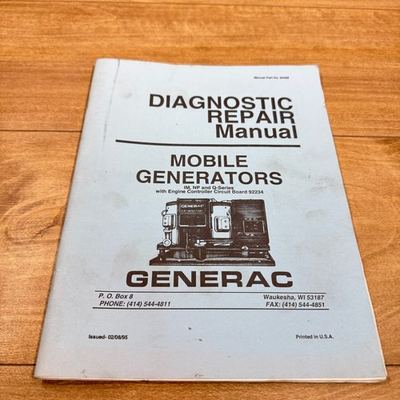 DIAGNOSTIC
REPAIR
Manual
MOBILE
GENERATORS
IM, NP and Q-Series
with Engine Controller Circuit Board 92234
GENERAC
P. O. Box 8
Waukesha, WI 53187
PHONE: (414) 544-4811
FAX: (414) 544-4851
Issued- 02/08/95
Printed in U.S.A.